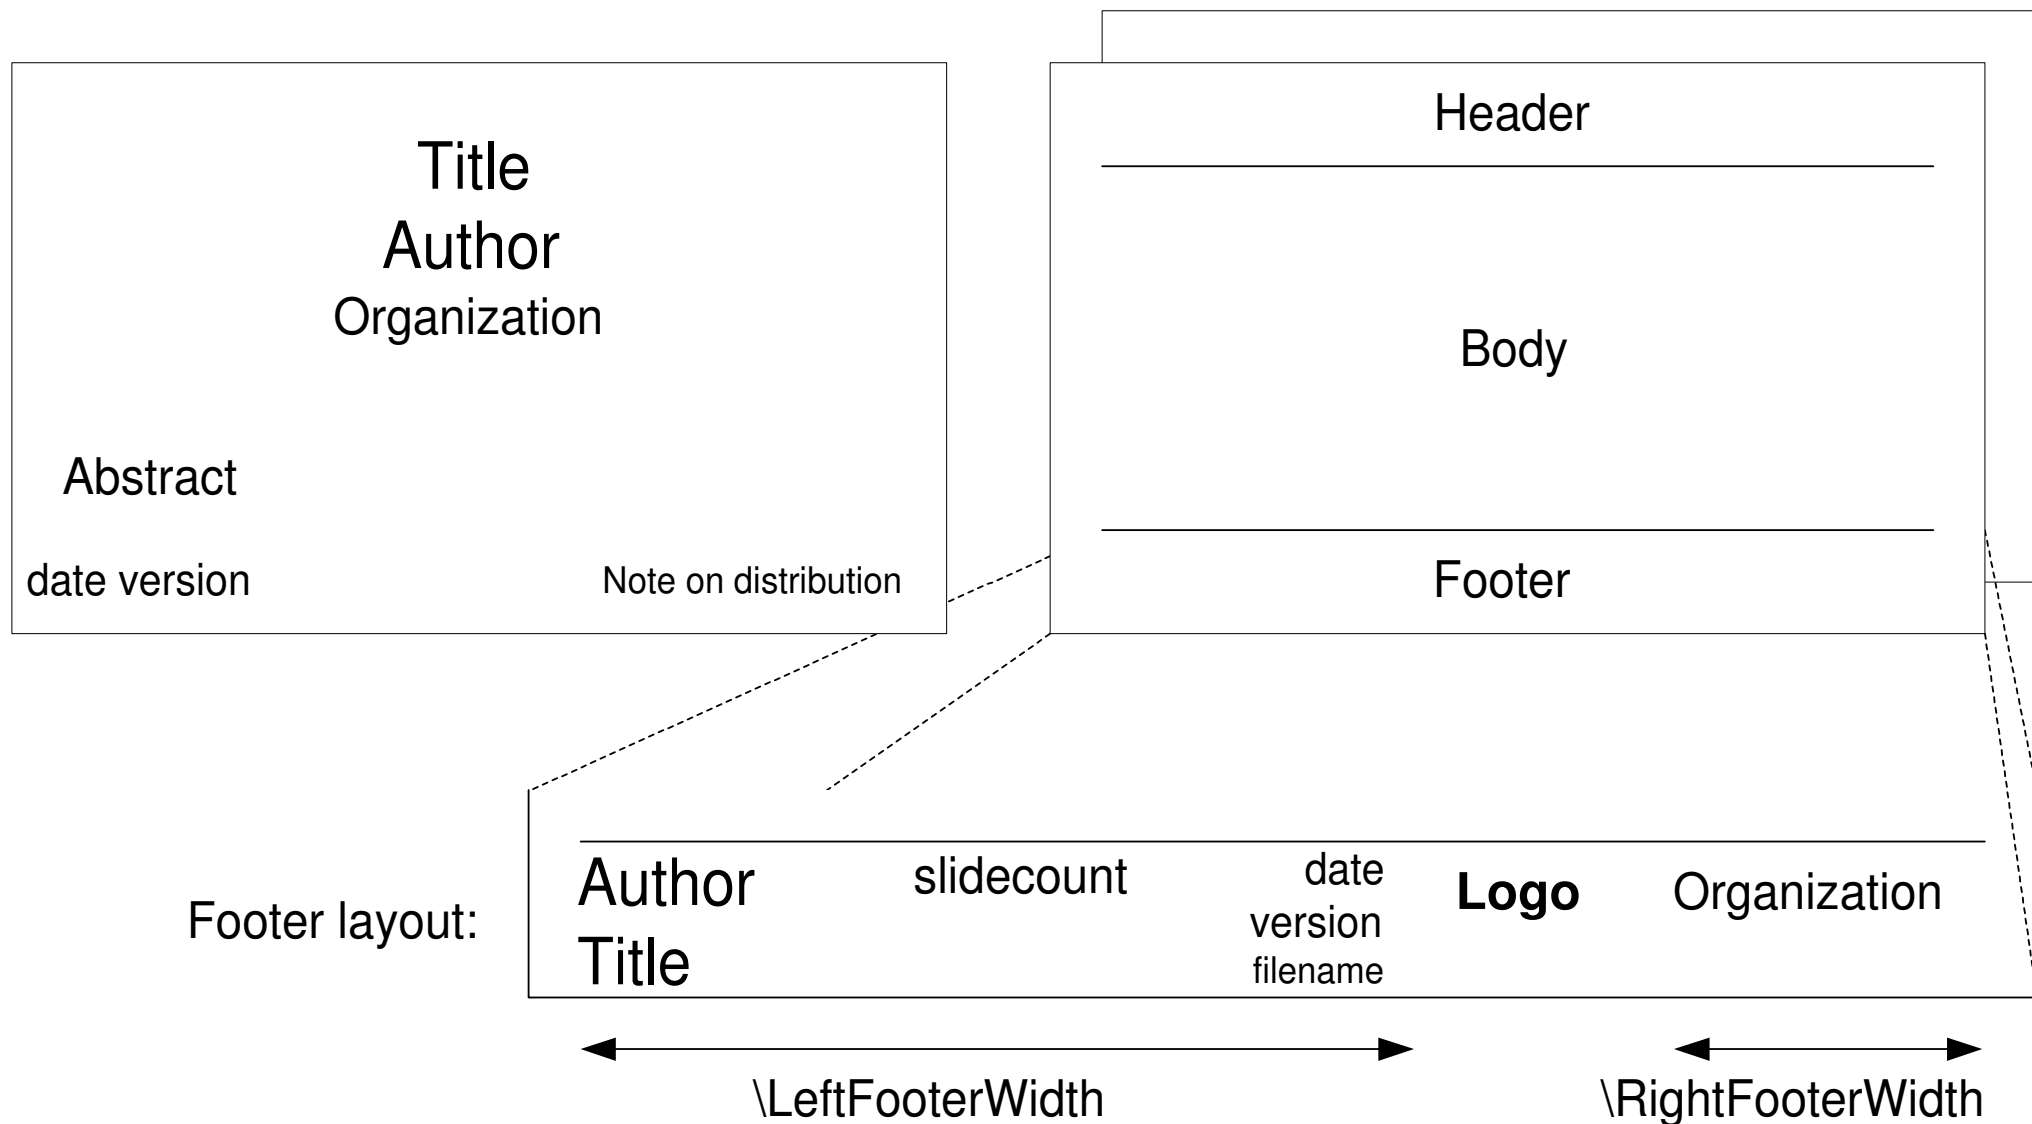 Title
Author
Organization
Abstract
date version
Note on distribution
Header
Body
Footer
Footer layout:
Author
Title
slidecount
date
version
filename
Logo
Organization
\LeftFooterWidth
\RightFooterWidth